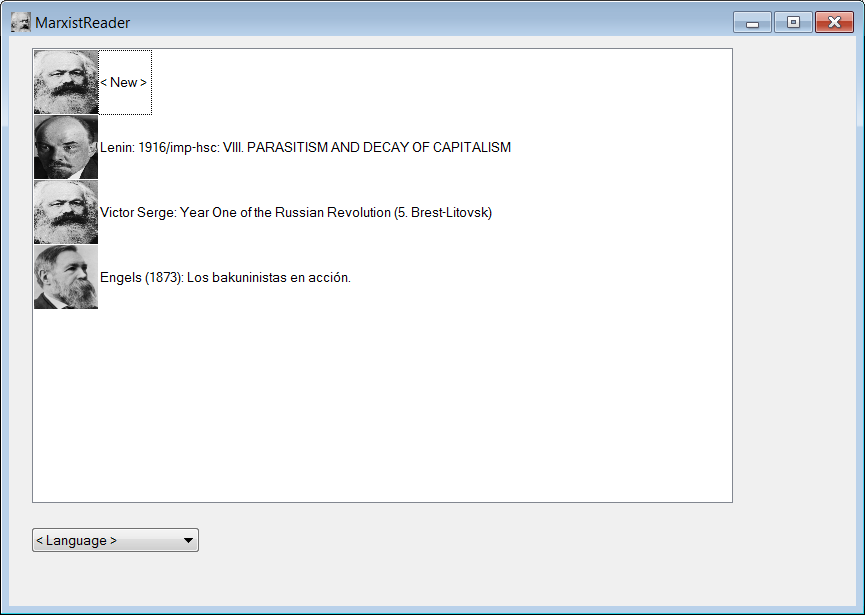 MarxistReader
< New >
Lenin: 1916/imp-hsc: VIII. PARASITISM AND DECAY OF CAPITALISM
Victor Serge: Year One of the Russian Revolution (5. Brest-Litovsk)
Engels (1873): Los bakuninistas en acción.
< Language >